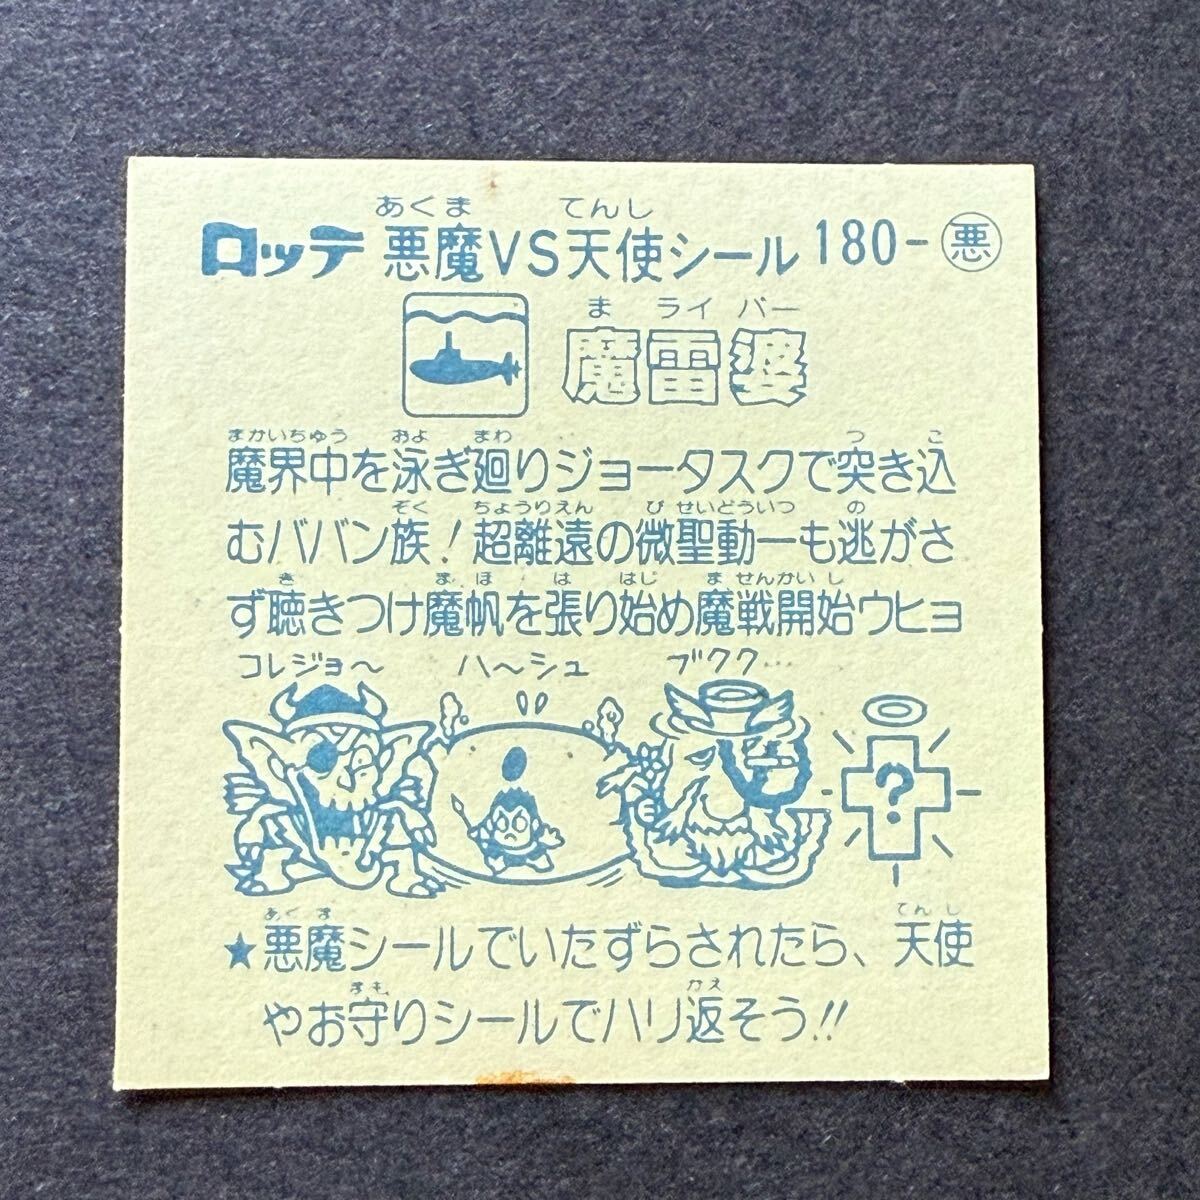 あくま てんし
ロッテ 悪魔VS天使シール 180-悪
ま ライバー
魔雷婆
まかいちゅう およ まわ つ こ
魔界中を泳ぎ廻りジョータスクで突き込
ぞく ちょうりえん び せいどういつ の
むババン族！超離遠の微聖動一も逃がさ
き まほ は はじ ま せんかいし
ず聴きつけ魔帆を張り始め魔戦開始ウヒョ
コレジョ〜 ハ〜シュ ブクク…
?
あくま てんし
★悪魔シールでいたずらされたら、天使
まも かえ
やお守りシールでハリ返そう!!